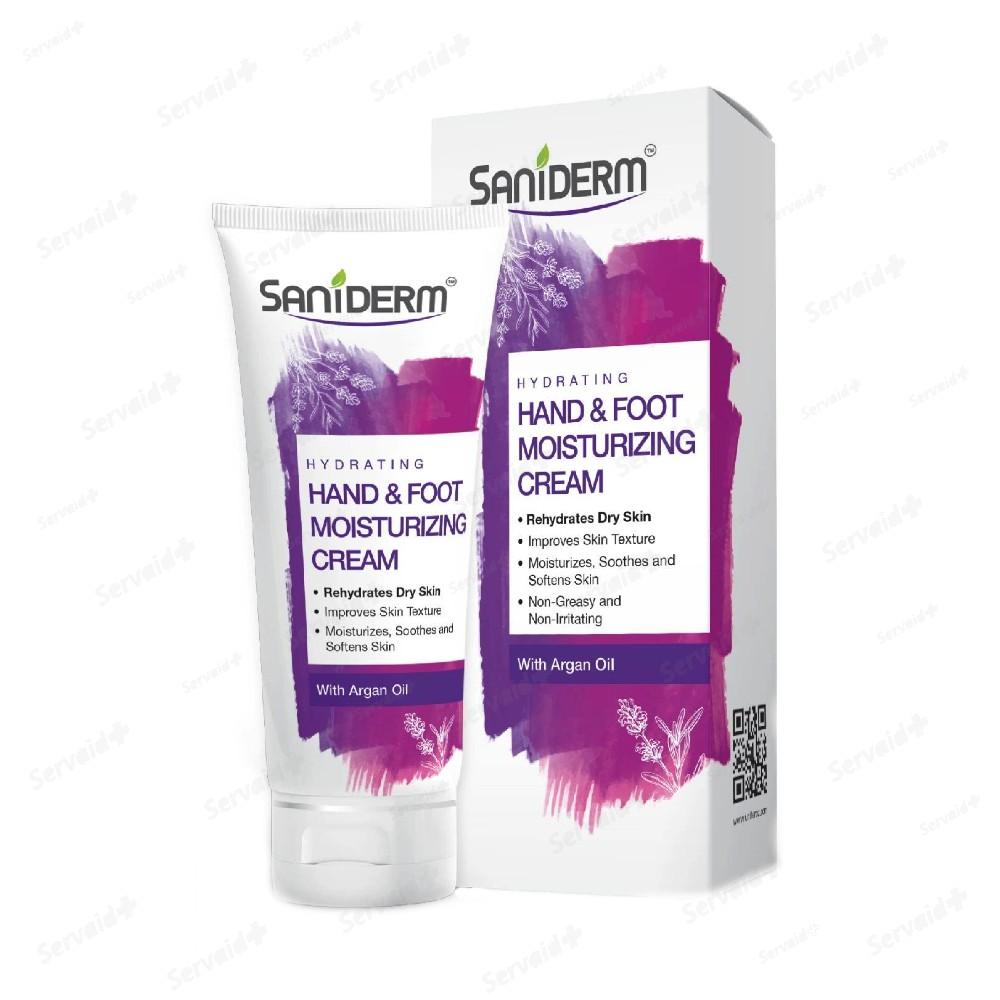 SANiDERM™
HYDRATING
HAND & FOOT
MOISTURIZING
CREAM
• Rehydrates Dry Skin
• Improves Skin Texture
• Moisturizes, Soothes and
Softens Skin
With Argan Oil
SANiDERM™
HYDRATING
HAND & FOOT
MOISTURIZING
CREAM
• Rehydrates Dry Skin
• Improves Skin Texture
• Moisturizes, Soothes and
Softens Skin
• Non-Greasy and
Non-Irritating
With Argan Oil
Servaid